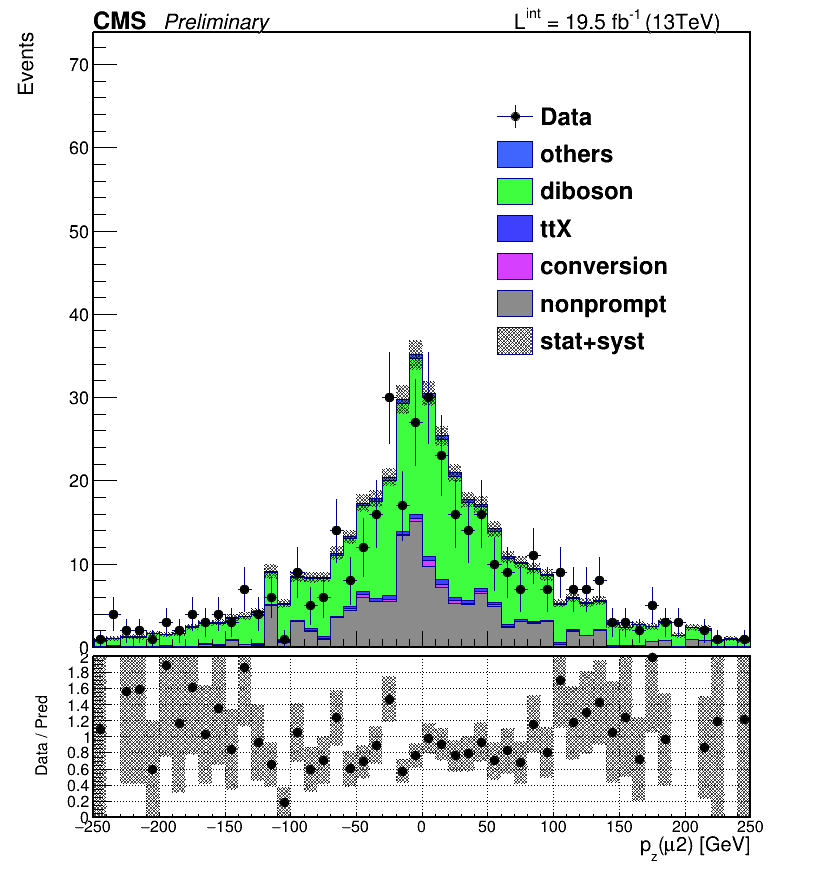 CMS Preliminary L^int = 19.5 fb^-1 (13TeV)
Events
70
60
50
40
30
20
10
0
Data
others
diboson
ttX
conversion
nonprompt
stat+syst
Data / Pred
2
1.8
1.6
1.4
1.2
1
0.8
0.6
0.4
0.2
0
−250 −200 −150 −100 −50 0 50 100 150 200 250
p_z(μ2) [GeV]